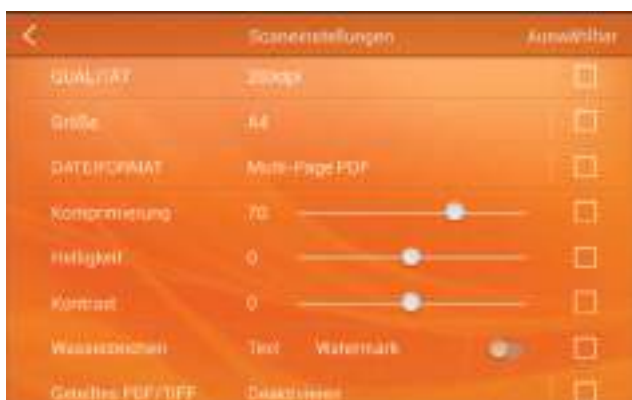 Scaneinstellungen Auswählbar
QUALITÄT 200dpi
Größe A4
DATEIFORMAT Multi-Page PDF
Komprimierung 70
Helligkeit 0
Kontrast 0
Wasserzeichen Text Watermark
Geteiltes PDF/TIFF Deaktivieren